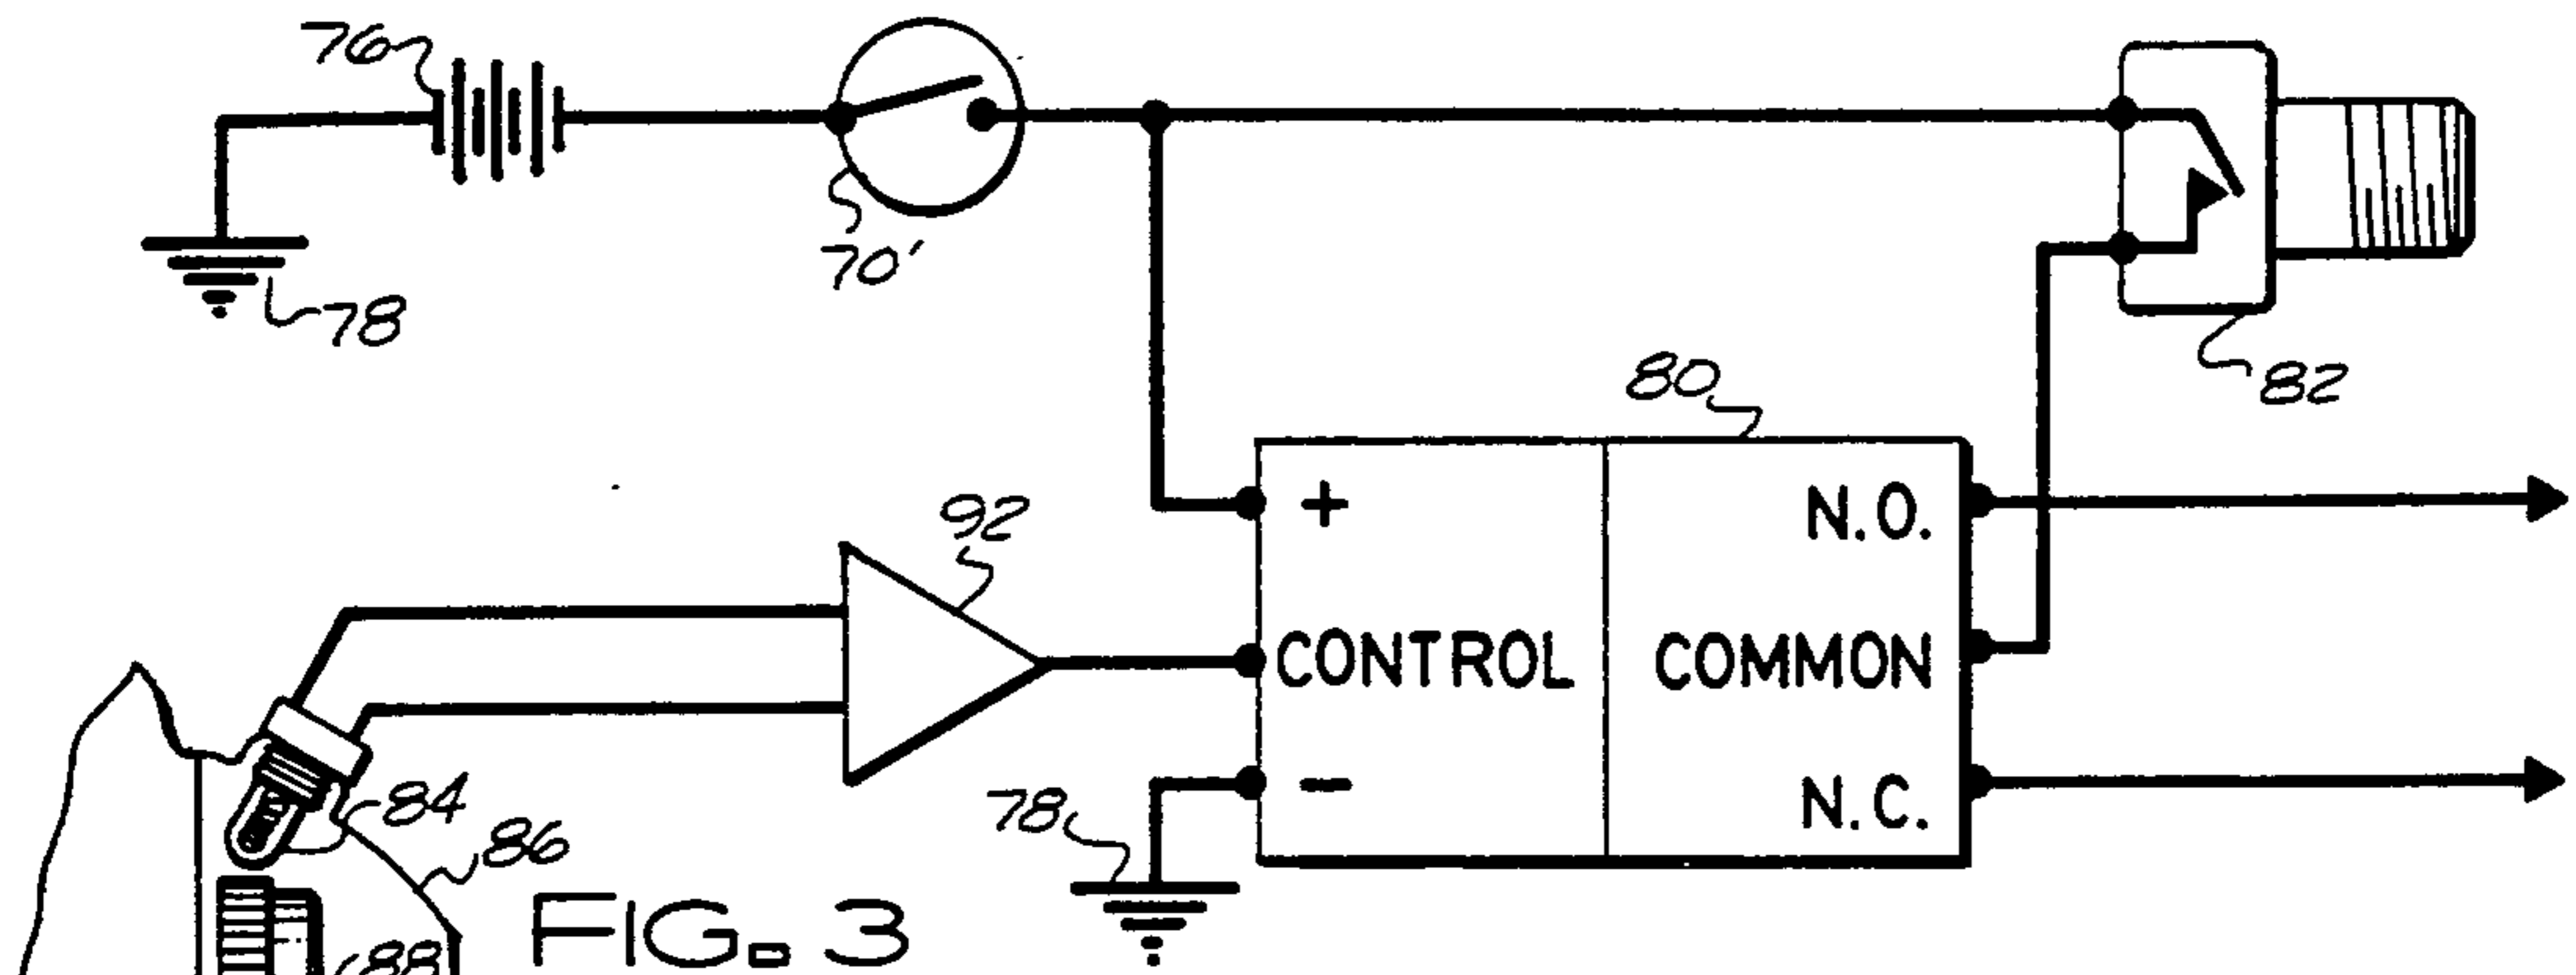 76
70'
78
82
80
+
N.O.
92
CONTROL
COMMON
84
78
-
N.C.
86
FIG. 3
88